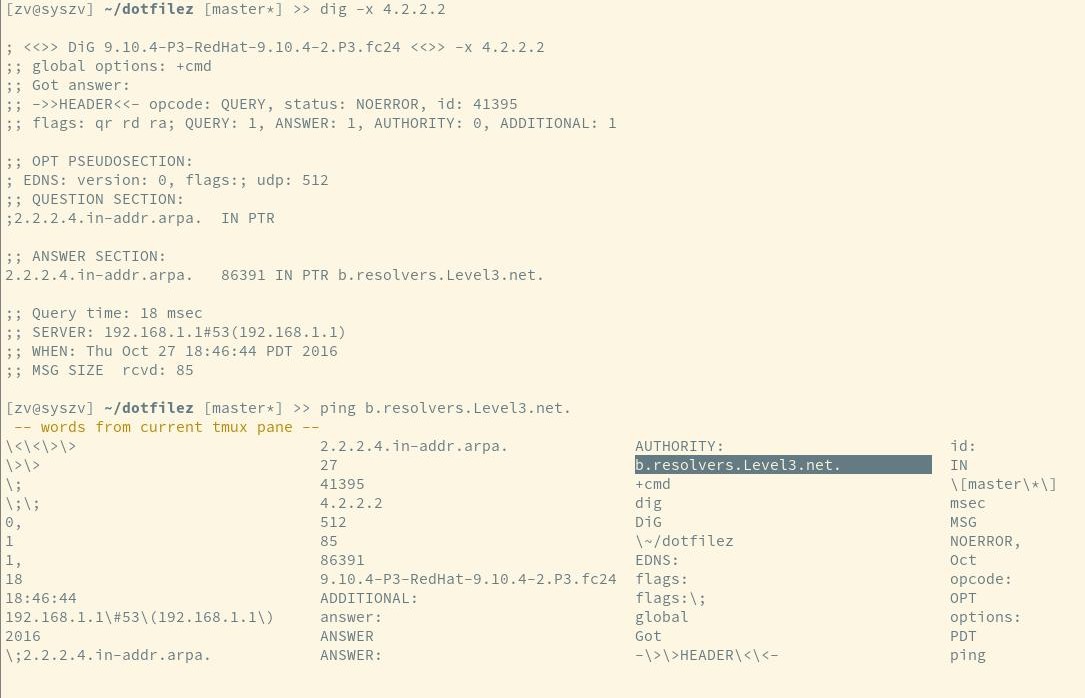 [zv@syszv] ~/dotfilez [master*] >> dig -x 4.2.2.2
; <<>> DiG 9.10.4-P3-RedHat-9.10.4-2.P3.fc24 <<>> -x 4.2.2.2
;; global options: +cmd
;; Got answer:
;; ->>HEADER<<- opcode: QUERY, status: NOERROR, id: 41395
;; flags: qr rd ra; QUERY: 1, ANSWER: 1, AUTHORITY: 0, ADDITIONAL: 1
;; OPT PSEUDOSECTION:
; EDNS: version: 0, flags:; udp: 512
;; QUESTION SECTION:
;2.2.2.4.in-addr.arpa.  IN PTR
;; ANSWER SECTION:
2.2.2.4.in-addr.arpa.   86391 IN PTR b.resolvers.Level3.net.
;; Query time: 18 msec
;; SERVER: 192.168.1.1#53(192.168.1.1)
;; WHEN: Thu Oct 27 18:46:44 PDT 2016
;; MSG SIZE  rcvd: 85
[zv@syszv] ~/dotfilez [master*] >> ping b.resolvers.Level3.net.
-- words from current tmux pane --
\<\<\>\> 2.2.2.4.in-addr.arpa. AUTHORITY: id:
\>\> 27 b.resolvers.Level3.net. IN
\; 41395 +cmd \[master\*\]
\;\; 4.2.2.2 dig msec
0, 512 DiG MSG
1 85 \~/dotfilez NOERROR,
1, 86391 EDNS: Oct
18 9.10.4-P3-RedHat-9.10.4-2.P3.fc24 flags: opcode:
18:46:44 ADDITIONAL: flags:\; OPT
192.168.1.1\#53\(192.168.1.1\) answer: global options:
2016 ANSWER Got PDT
\;2.2.2.4.in-addr.arpa. ANSWER: -\>\>HEADER\<\<- ping